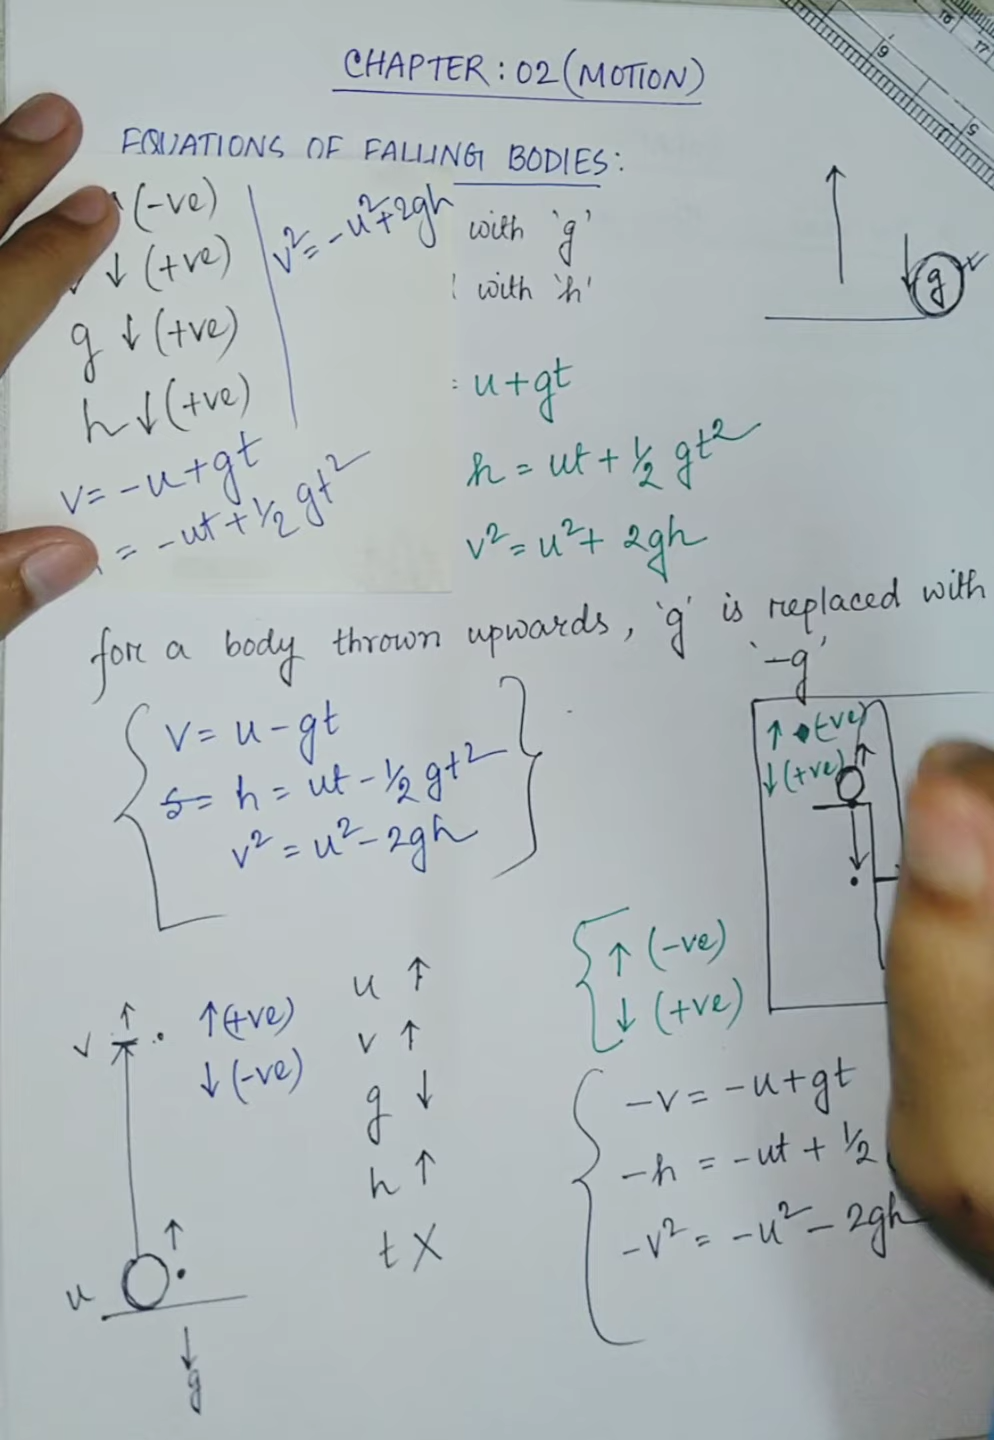 CHAPTER: 02 (MOTION)
EQUATIONS OF FALLING BODIES:
(-ve)
↓ (+ve)
g ↓ (+ve)
h ↓ (+ve)
v = -u + gt
= -ut + ½ gt²
v² = -u² + 2gh
with 'g'
with 'h'
g
= u + gt
h = ut + ½ gt²
v² = u² + 2gh
for a body thrown upwards, 'g' is replaced with
'-g'
v = u - gt
s = h = ut - ½ gt²
v² = u² - 2gh
↑ (-ve)
↓ (+ve)
↑ (-ve)
↓ (+ve)
v
↑ (+ve)
↓ (-ve)
u
g
u ↑
v ↑
g ↓
h ↑
t X
-v = -u + gt
-h = -ut + ½
-v² = -u² - 2gh